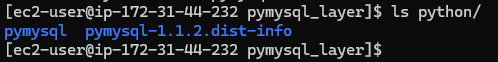 [ec2-user@ip-172-31-44-232 pymysql_layer]$ ls python/
pymysql  pymysql-1.1.2.dist-info
[ec2-user@ip-172-31-44-232 pymysql_layer]$